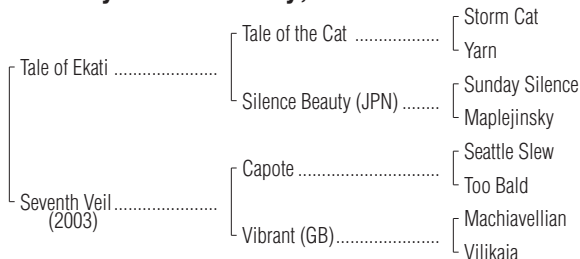 Storm Cat
Tale of the Cat ..................
Yarn
Tale of Ekati ......................
Sunday Silence
Silence Beauty (JPN) ........
Maplejinsky
Seattle Slew
Capote ..............................
Too Bald
Seventh Veil ......................
(2003)
Machiavellian
Vibrant (GB)......................
Vilikaia